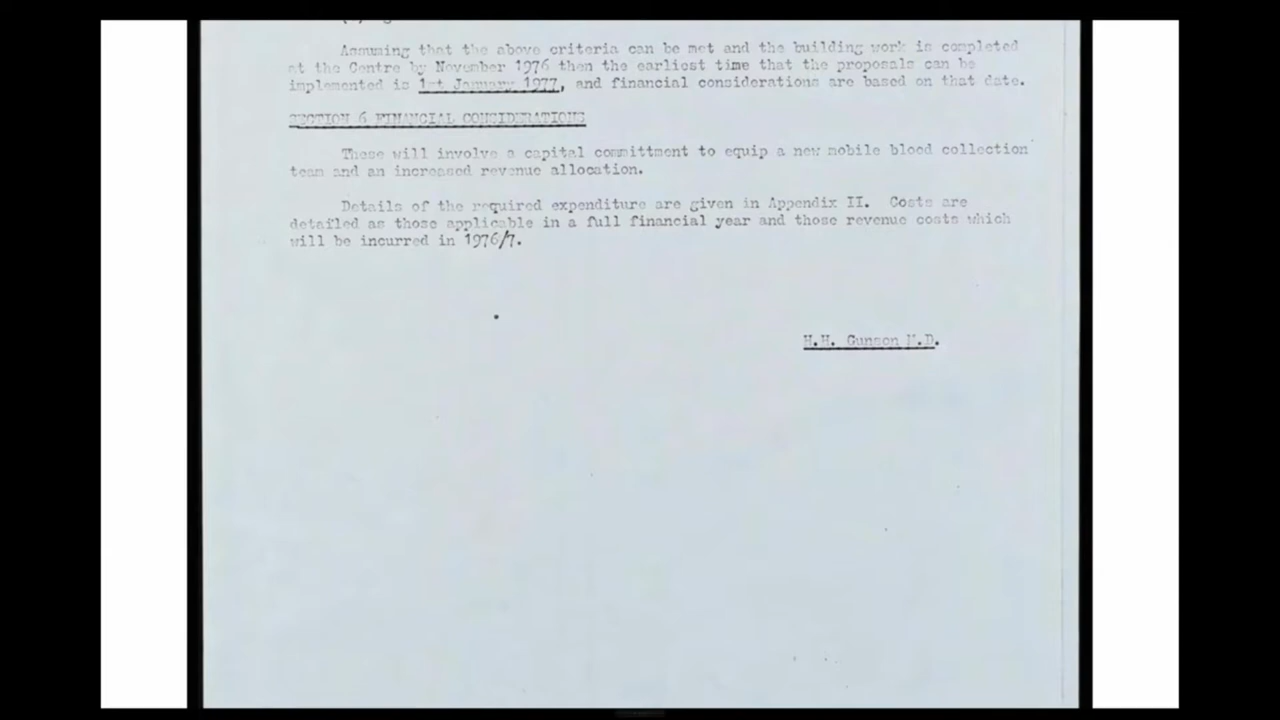 Assuming that the above criteria can be met and the building work is completed
at the Centre by November 1976 then the earliest time that the proposals can be
implemented is 1st January 1977, and financial considerations are based on that date.
SECTION 6 FINANCIAL CONSIDERATIONS
These will involve a capital committment to equip a new mobile blood collection
team and an increased revenue allocation.
Details of the required expenditure are given in Appendix II. Costs are
detailed as those applicable in a full financial year and those revenue costs which
will be incurred in 1976/7.
H.H. Gunson M.D.